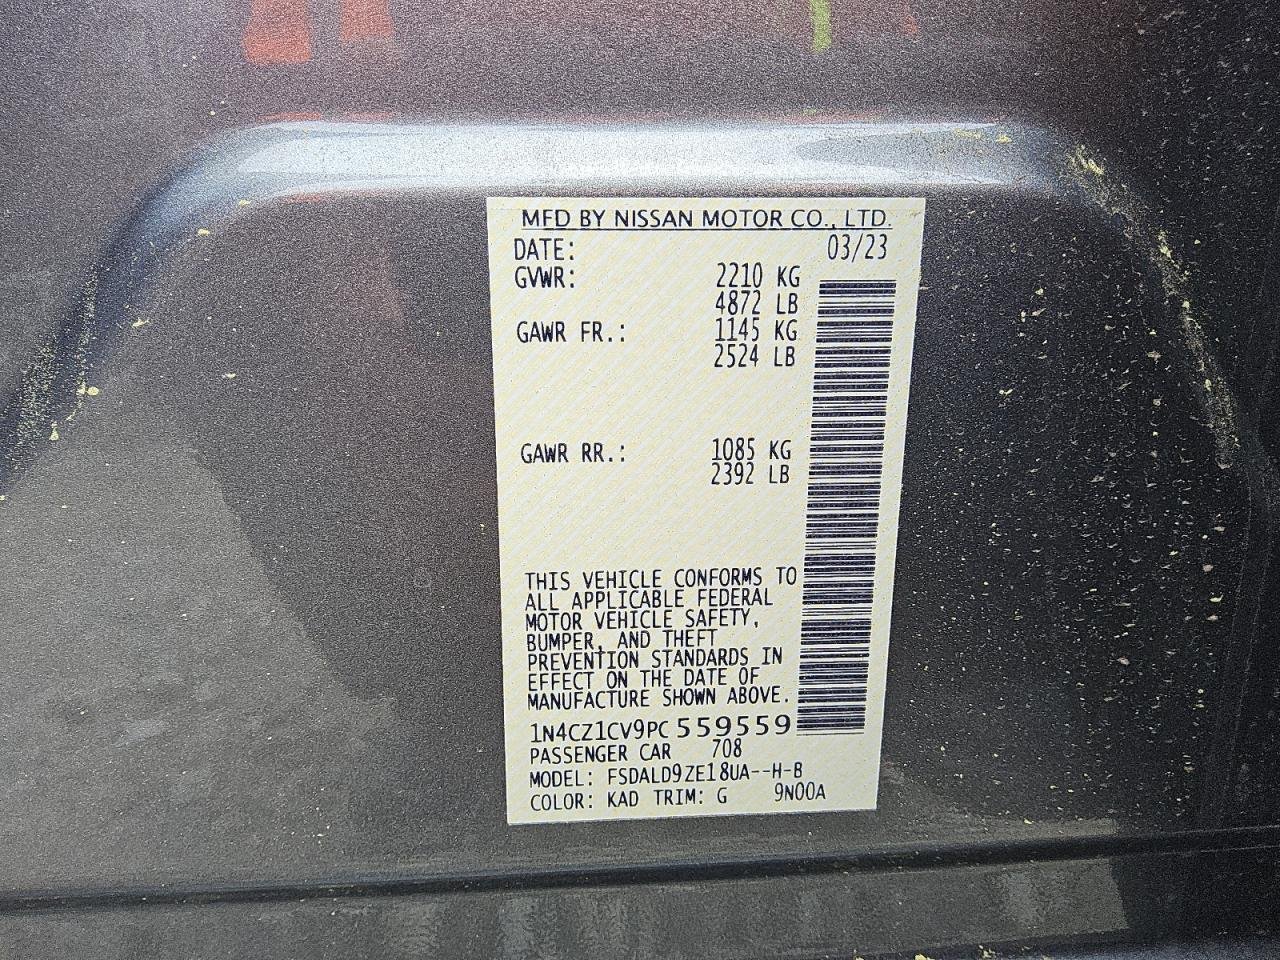 MFD BY NISSAN MOTOR CO., LTD.
DATE: 03/23
GVWR: 2210 KG
4872 LB
GAWR FR.: 1145 KG
2524 LB
GAWR RR.: 1085 KG
2392 LB
THIS VEHICLE CONFORMS TO
ALL APPLICABLE FEDERAL
MOTOR VEHICLE SAFETY,
BUMPER, AND THEFT
PREVENTION STANDARDS IN
EFFECT ON THE DATE OF
MANUFACTURE SHOWN ABOVE.
1N4CZ1CV9PC559559
PASSENGER CAR 708
MODEL: FSDALD9ZE18UA--H-B
COLOR: KAD TRIM: G 9N00A